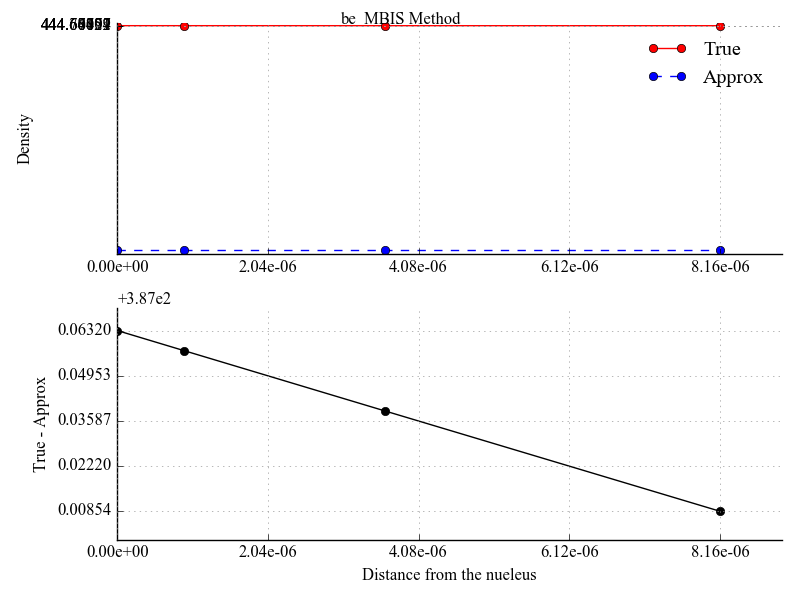 be MBIS Method
True
Approx
Density
0.00e+00 2.04e-06 4.08e-06 6.12e-06 8.16e-06
+3.87e2
0.06320
0.04953
0.03587
0.02220
0.00854
True - Approx
0.00e+00 2.04e-06 4.08e-06 6.12e-06 8.16e-06
Distance from the nueleus